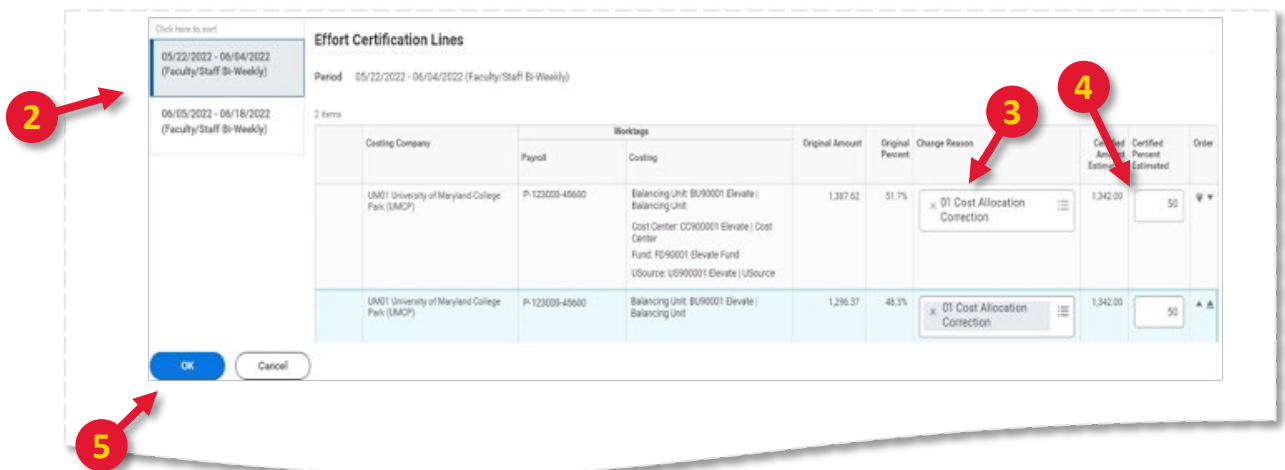 Click here to sort
05/22/2022 - 06/04/2022
(Faculty/Staff Bi-Weekly)
06/05/2022 - 06/18/2022
(Faculty/Staff Bi-Weekly)
Effort Certification Lines
Period 05/22/2022 - 06/04/2022 (Faculty/Staff Bi-Weekly)
2 items
Costing Company
Worktags
Payroll
Costing
Original Amount
Original
Percent
Change Reason
Certified
Amount
Estimated
Certified
Percent
Estimated
Order
UM01 University of Maryland College
Park (UMCP)
P-123000-45600
Balancing Unit: BU90001 Elevate |
Balancing Unit
Cost Center: CC900001 Elevate | Cost
Center
Fund: FD90001 Elevate Fund
USource: US900001 Elevate | USource
1,387.62
51.7%
× 01 Cost Allocation
Correction
1,342.00
50
UM01 University of Maryland College
Park (UMCP)
P-123000-45600
Balancing Unit: BU90001 Elevate |
Balancing Unit
1,296.37
48.3%
× 01 Cost Allocation
Correction
1,342.00
50
OK
Cancel
2
3
4
5